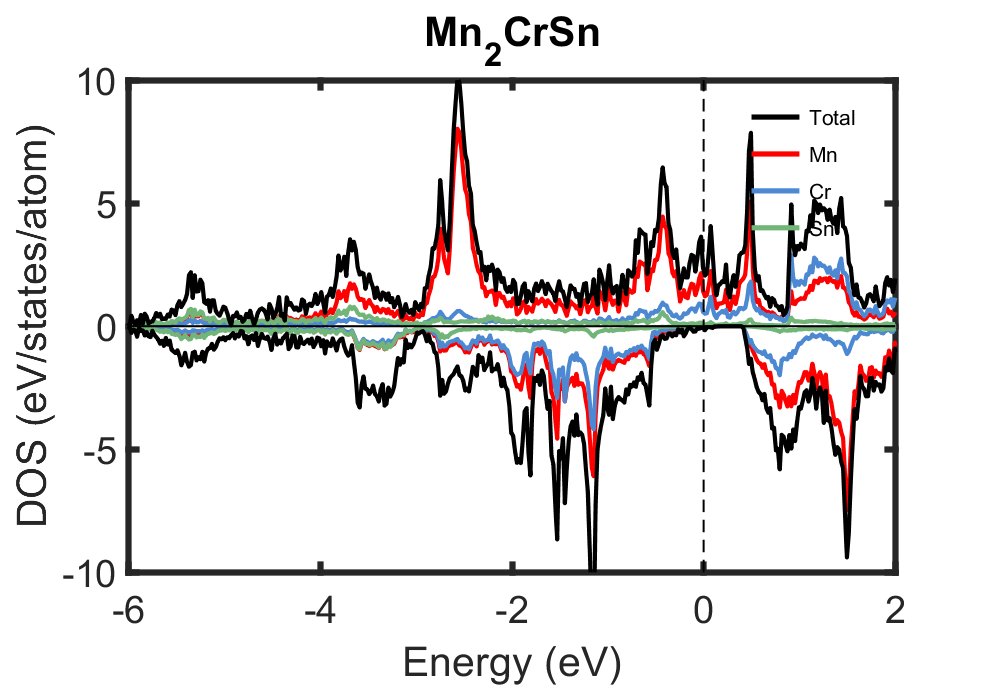 Mn2CrSn
10
5
0
-5
-10
DOS (eV/states/atom)
Total
Mn
Cr
Sn
-6 -4 -2 0 2
Energy (eV)